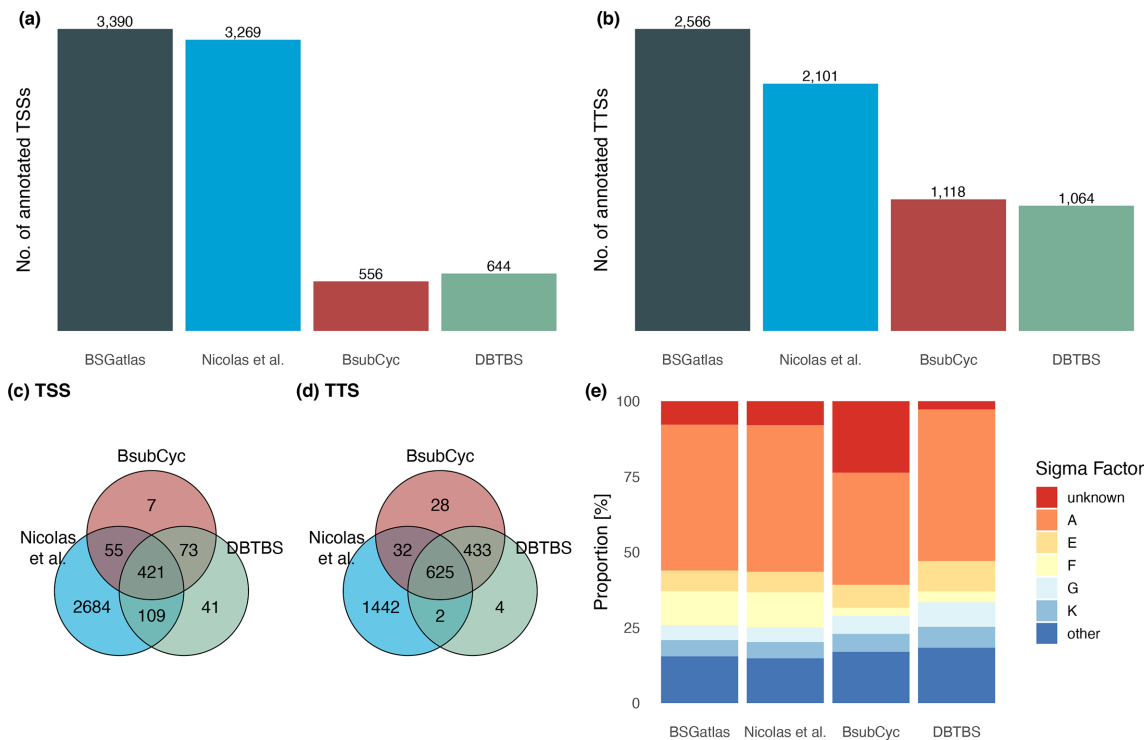 (a)
3,390
3,269
556
644
No. of annotated TSSs
BSGatlas
Nicolas et al.
BsubCyc
DBTBS
(b)
2,566
2,101
1,118
1,064
No. of annotated TTSs
BSGatlas
Nicolas et al.
BsubCyc
DBTBS
(c) TSS
BsubCyc
Nicolas
et al.
DBTBS
7
55
73
421
2684
109
41
(d) TTS
BsubCyc
Nicolas
et al.
DBTBS
28
32
433
625
1442
2
4
(e)
Proportion [%]
100
75
50
25
0
BSGatlas
Nicolas et al.
BsubCyc
DBTBS
Sigma Factor
unknown
A
E
F
G
K
other